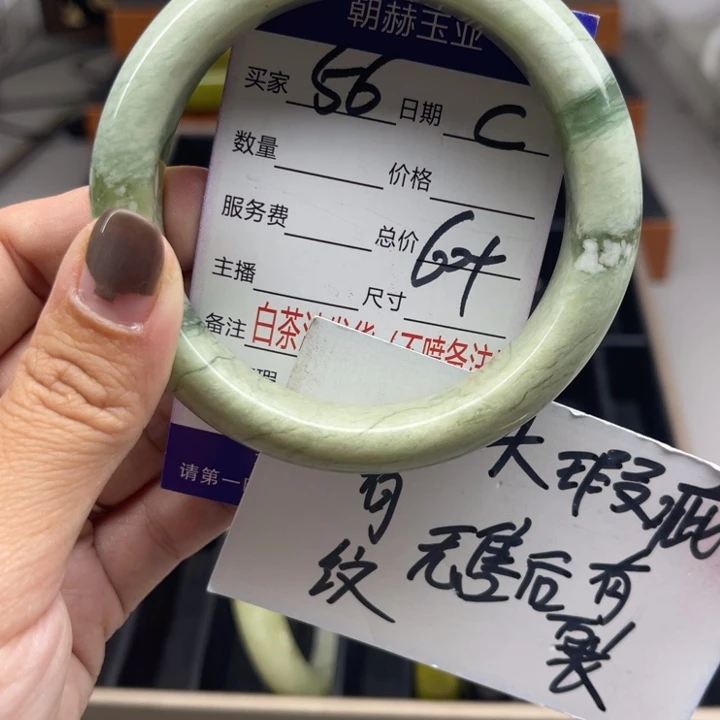 朝赫玉业
买家 56 日期 C
数量 价格
服务费 总价
主播 尺寸 64
备注 白茶
请第一
大瑕疵
有 无售后有
纹 裂